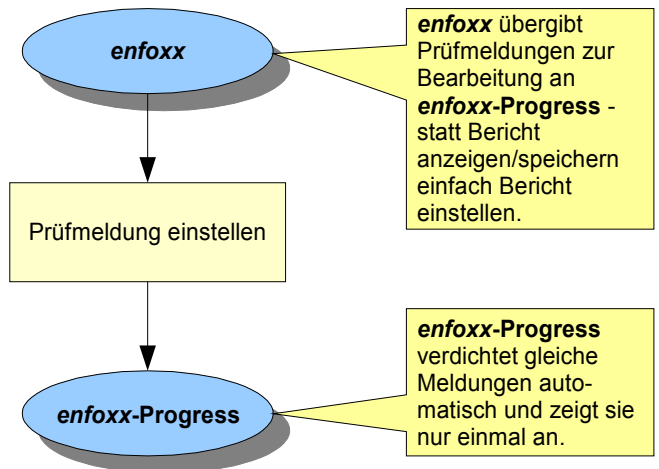 enfoxx
enfoxx übergibt
Prüfmeldungen zur
Bearbeitung an
enfoxx-Progress -
statt Bericht
anzeigen/speichern
einfach Bericht
einstellen.
Prüfmeldung einstellen
enfoxx-Progress
enfoxx-Progress
verdichtet gleiche
Meldungen auto-
matisch und zeigt sie
nur einmal an.